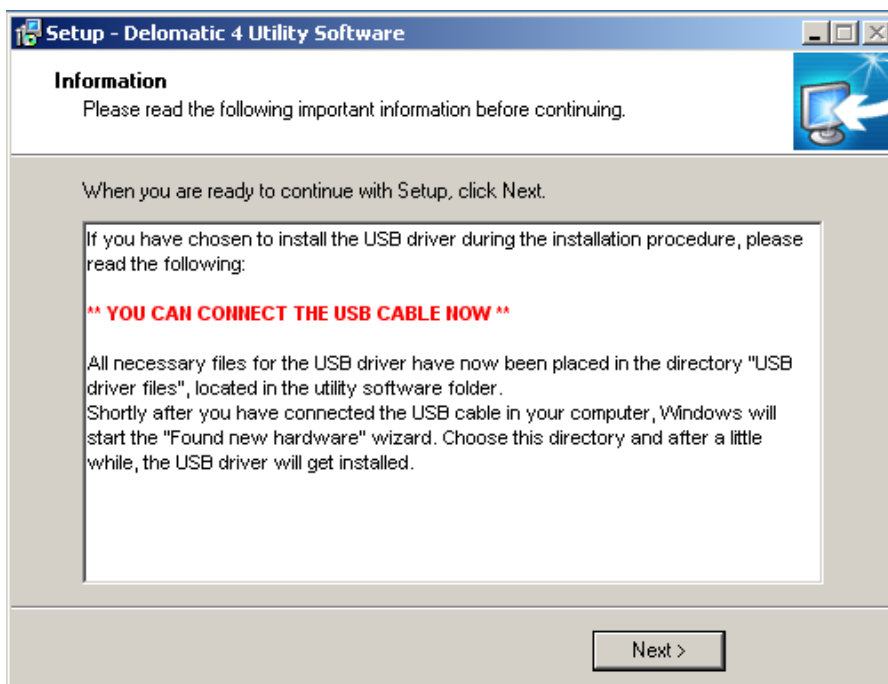 Setup - Delomatic 4 Utility Software
Information
Please read the following important information before continuing.
When you are ready to continue with Setup, click Next.
If you have chosen to install the USB driver during the installation procedure, please
read the following:
** YOU CAN CONNECT THE USB CABLE NOW **
All necessary files for the USB driver have now been placed in the directory "USB
driver files", located in the utility software folder.
Shortly after you have connected the USB cable in your computer, Windows will
start the "Found new hardware" wizard. Choose this directory and after a little
while, the USB driver will get installed.
Next >